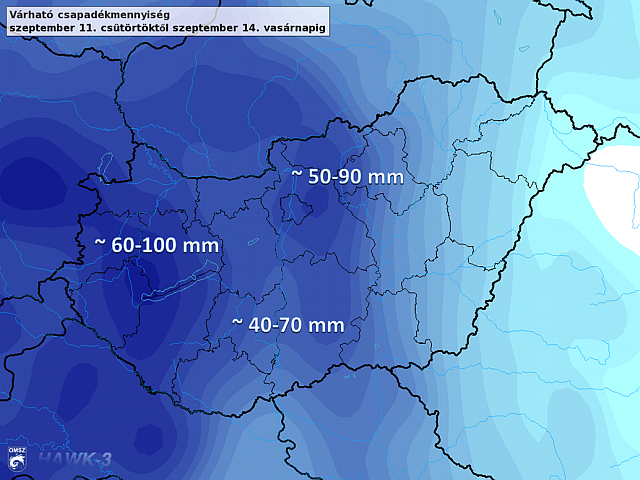 Várható csapadékmennyiség
szeptember 11. csütörtöktől szeptember 14. vasárnapig
~ 50-90 mm
~ 60-100 mm
~ 40-70 mm
OMSZ
HAWK-3